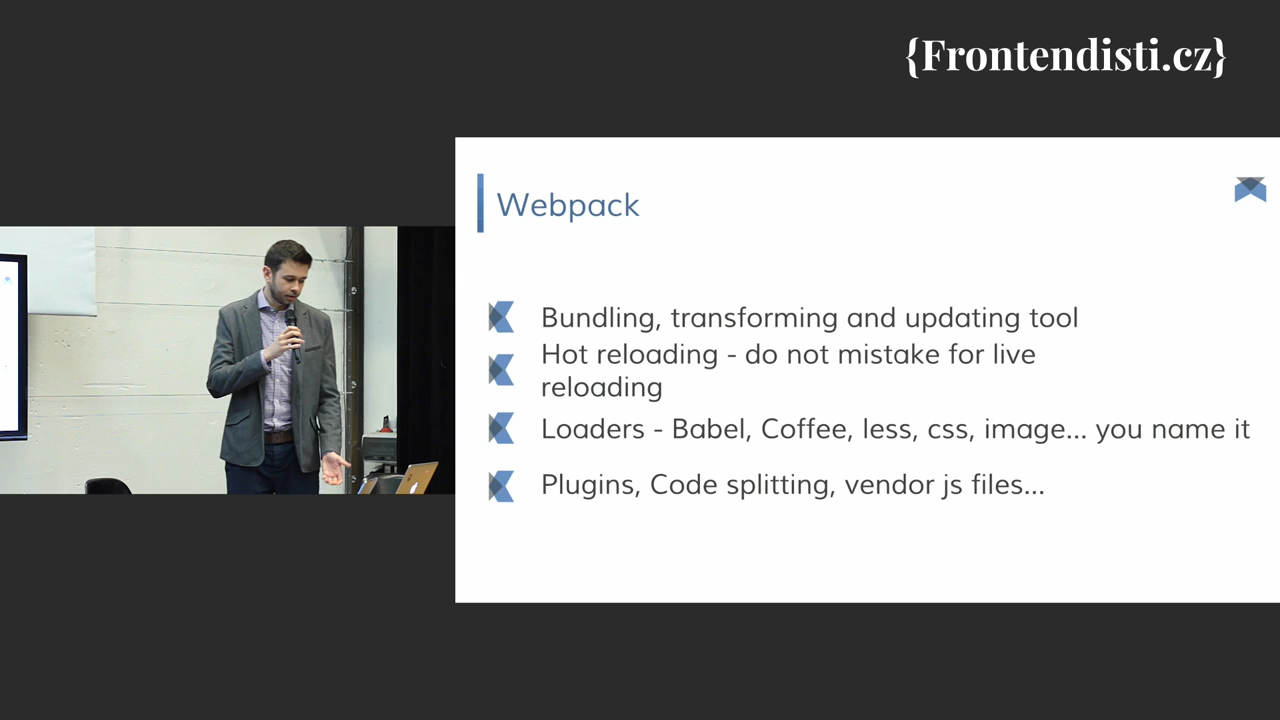 {Frontendisti.cz}
Webpack
Bundling, transforming and updating tool
Hot reloading - do not mistake for live
reloading
Loaders - Babel, Coffee, less, css, image... you name it
Plugins, Code splitting, vendor js files...